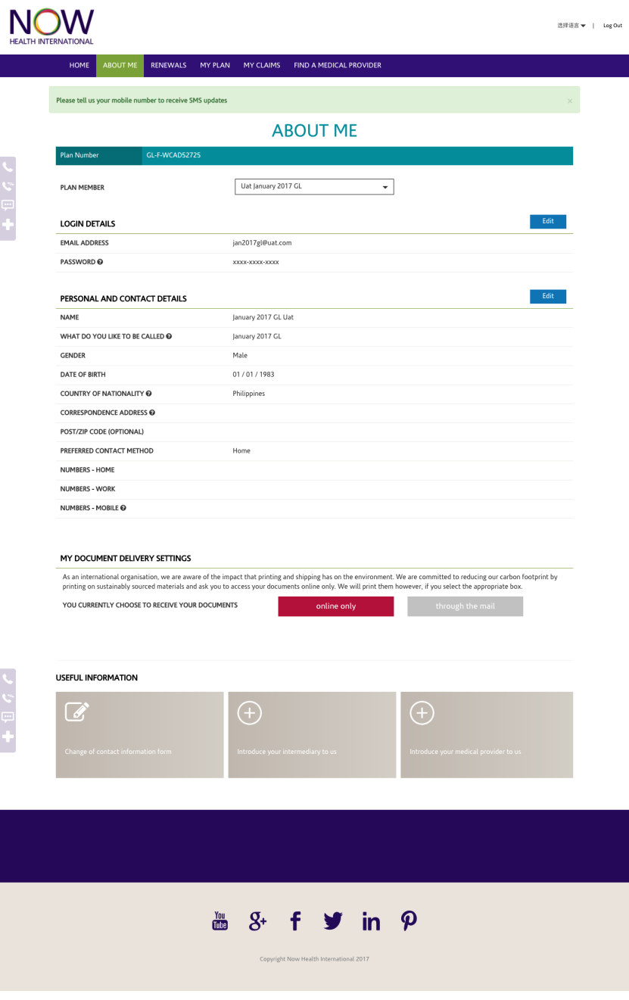 NOW
HEALTH INTERNATIONAL
选择语言 | Log Out
HOME ABOUT ME RENEWALS MY PLAN MY CLAIMS FIND A MEDICAL PROVIDER
Please tell us your mobile number to receive SMS updates ×
ABOUT ME
Plan Number GL-F-WCAD52725
PLAN MEMBER Uat January 2017 GL
LOGIN DETAILS Edit
EMAIL ADDRESS jan2017gl@uat.com
PASSWORD xxxx-xxxx-xxxx
PERSONAL AND CONTACT DETAILS Edit
NAME January 2017 GL Uat
WHAT DO YOU LIKE TO BE CALLED January 2017 GL
GENDER Male
DATE OF BIRTH 01 / 01 / 1983
COUNTRY OF NATIONALITY Philippines
CORRESPONDENCE ADDRESS
POST/ZIP CODE (OPTIONAL)
PREFERRED CONTACT METHOD Home
NUMBERS - HOME
NUMBERS - WORK
NUMBERS - MOBILE
MY DOCUMENT DELIVERY SETTINGS
As an international organisation, we are aware of the impact that printing and shipping has on the environment. We are committed to reducing our carbon footprint by
printing on sustainably sourced materials and ask you to access your documents online only. We will print them however, if you select the appropriate box.
YOU CURRENTLY CHOOSE TO RECEIVE YOUR DOCUMENTS online only through the mail
USEFUL INFORMATION
Change of contact information form Introduce your intermediary to us Introduce your medical provider to us
You Tube g+ f in
Copyright Now Health International 2017